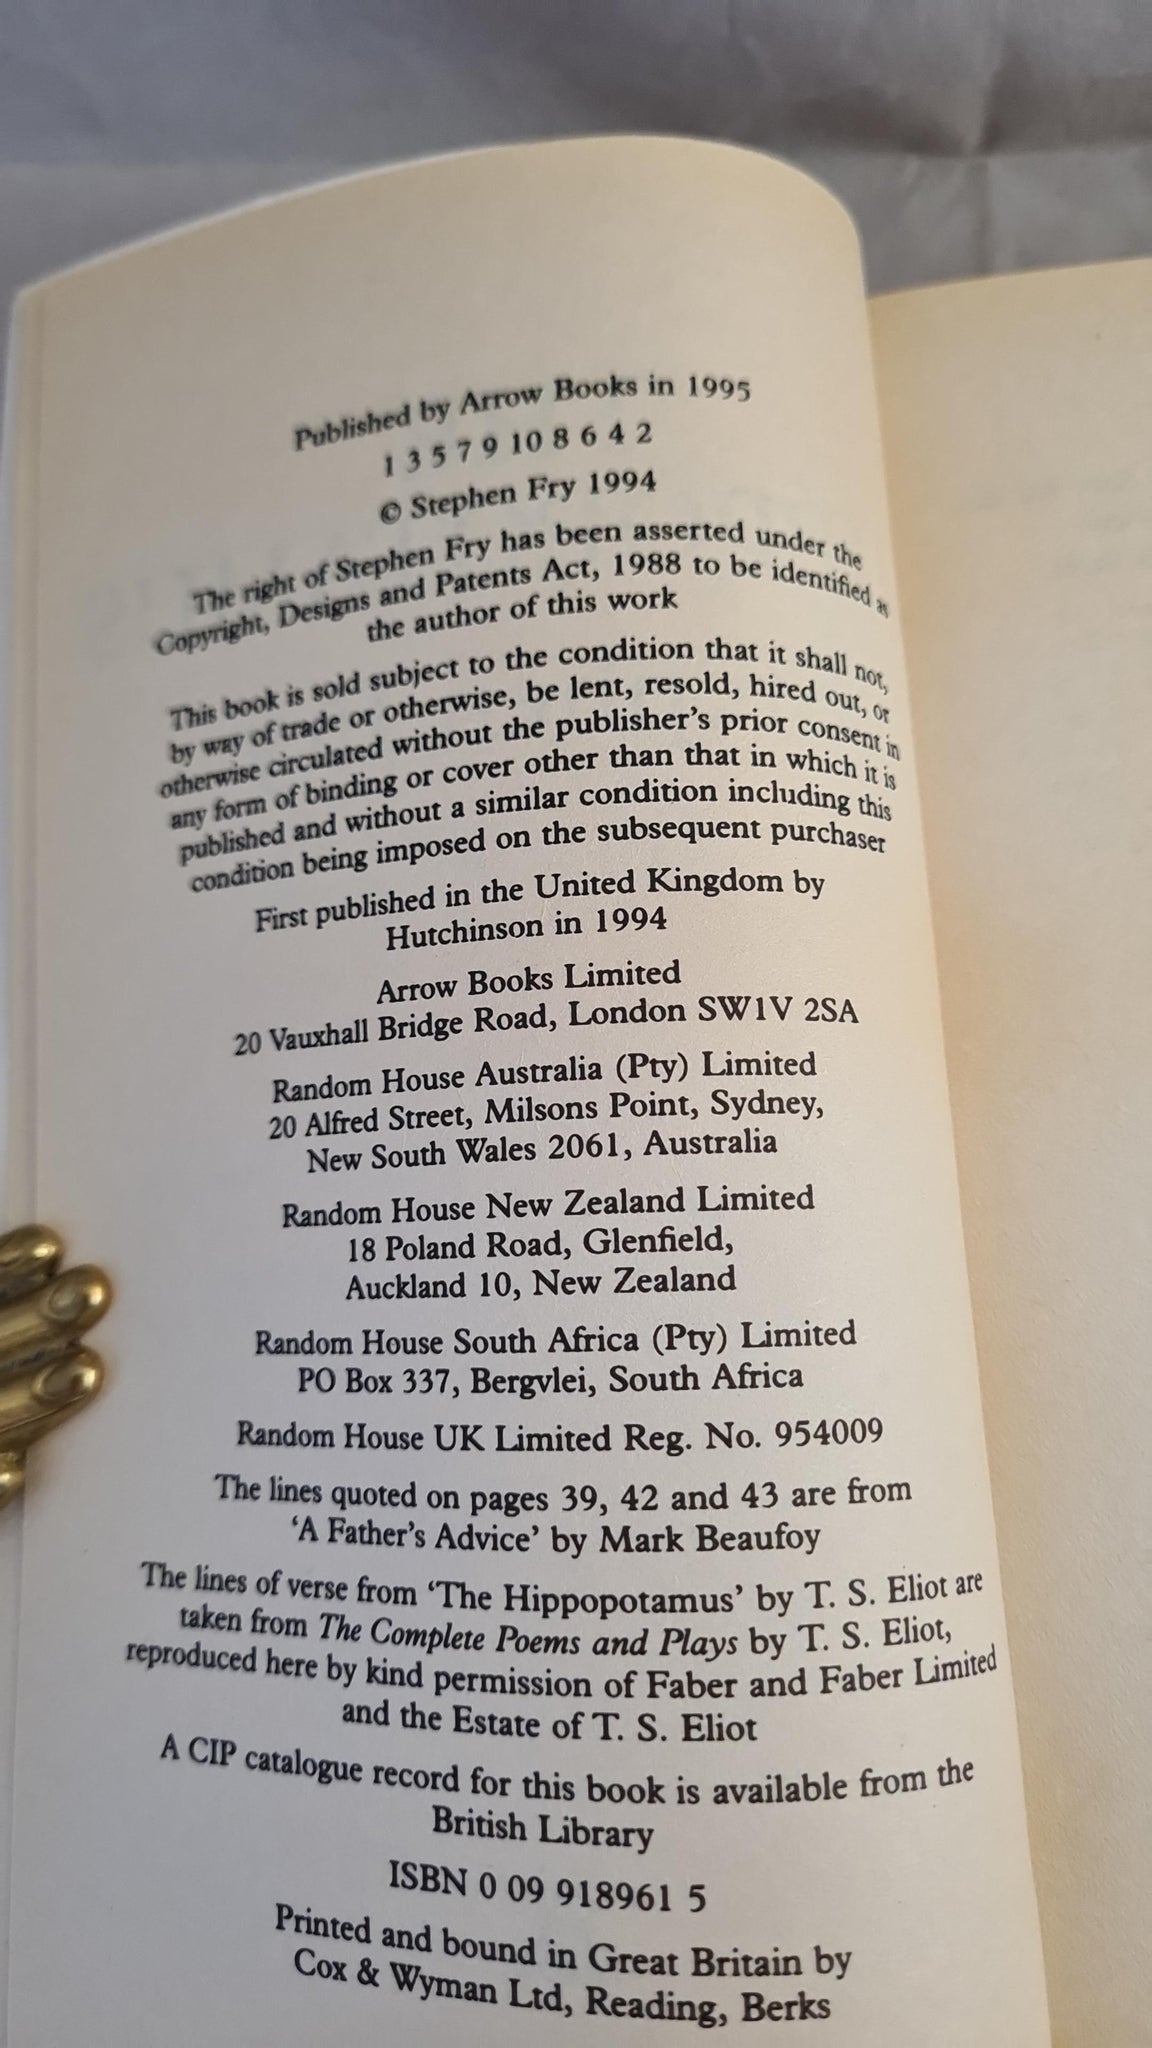 Published by Arrow Books in 1995
1 3 5 7 9 10 8 6 4 2
© Stephen Fry 1994
The right of Stephen Fry has been asserted under the
Copyright, Designs and Patents Act, 1988 to be identified as
the author of this work
This book is sold subject to the condition that it shall not,
by way of trade or otherwise, be lent, resold, hired out, or
otherwise circulated without the publisher's prior consent in
any form of binding or cover other than that in which it is
published and without a similar condition including this
condition being imposed on the subsequent purchaser
First published in the United Kingdom by
Hutchinson in 1994
Arrow Books Limited
20 Vauxhall Bridge Road, London SW1V 2SA
Random House Australia (Pty) Limited
20 Alfred Street, Milsons Point, Sydney,
New South Wales 2061, Australia
Random House New Zealand Limited
18 Poland Road, Glenfield,
Auckland 10, New Zealand
Random House South Africa (Pty) Limited
PO Box 337, Bergvlei, South Africa
Random House UK Limited Reg. No. 954009
The lines quoted on pages 39, 42 and 43 are from
'A Father's Advice' by Mark Beaufoy
The lines of verse from 'The Hippopotamus' by T. S. Eliot are
taken from The Complete Poems and Plays by T. S. Eliot,
reproduced here by kind permission of Faber and Faber Limited
and the Estate of T. S. Eliot
A CIP catalogue record for this book is available from the
British Library
ISBN 0 09 918961 5
Printed and bound in Great Britain by
Cox & Wyman Ltd, Reading, Berks